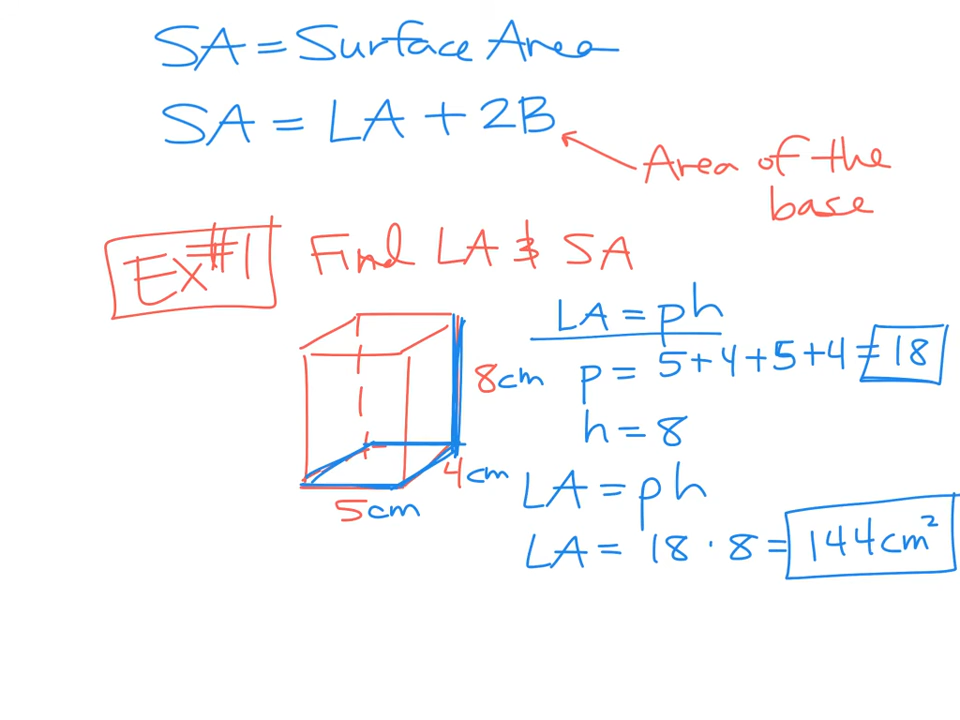 SA = Surface Area
SA = LA + 2B
Area of the
base
Ex#1 Find LA & SA
LA = ph
8cm
p = 5+4+5+4 = 18
h = 8
4cm
5cm
LA = ph
LA = 18 · 8 = 144cm²